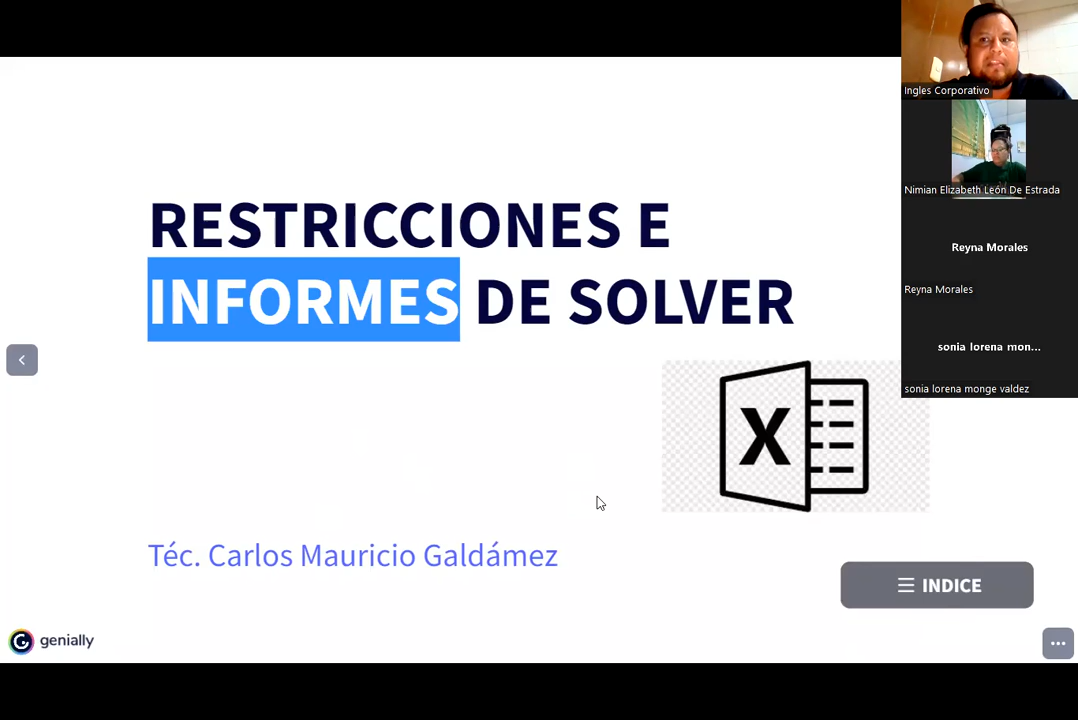 RESTRICCIONES E
INFORMES DE SOLVER
X
Téc. Carlos Mauricio Galdámez
INDICE
genially
Ingles Corporativo
Nimian Elizabeth León De Estrada
Reyna Morales
Reyna Morales
sonia lorena mon...
sonia lorena monge valdez